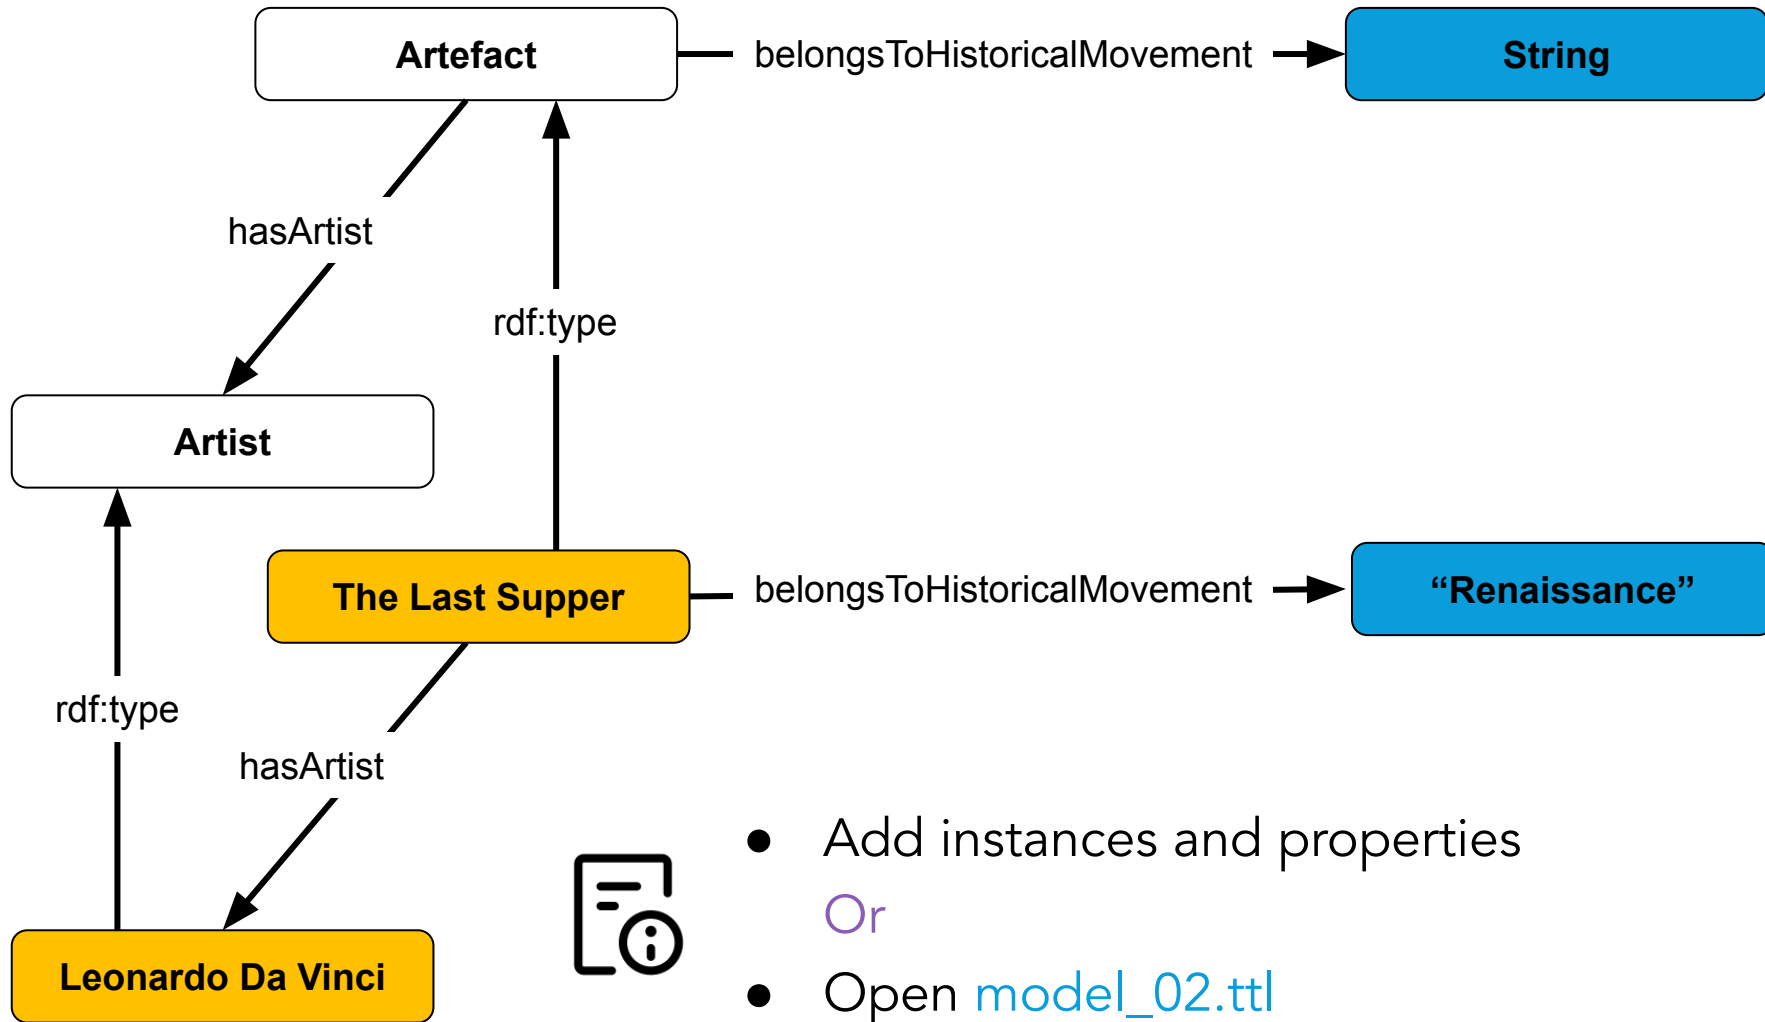 Artefact
belongsToHistoricalMovement
String
hasArtist
rdf:type
Artist
The Last Supper
belongsToHistoricalMovement
“Renaissance”
rdf:type
hasArtist
Leonardo Da Vinci
● Add instances and properties
Or
● Open model_02.ttl